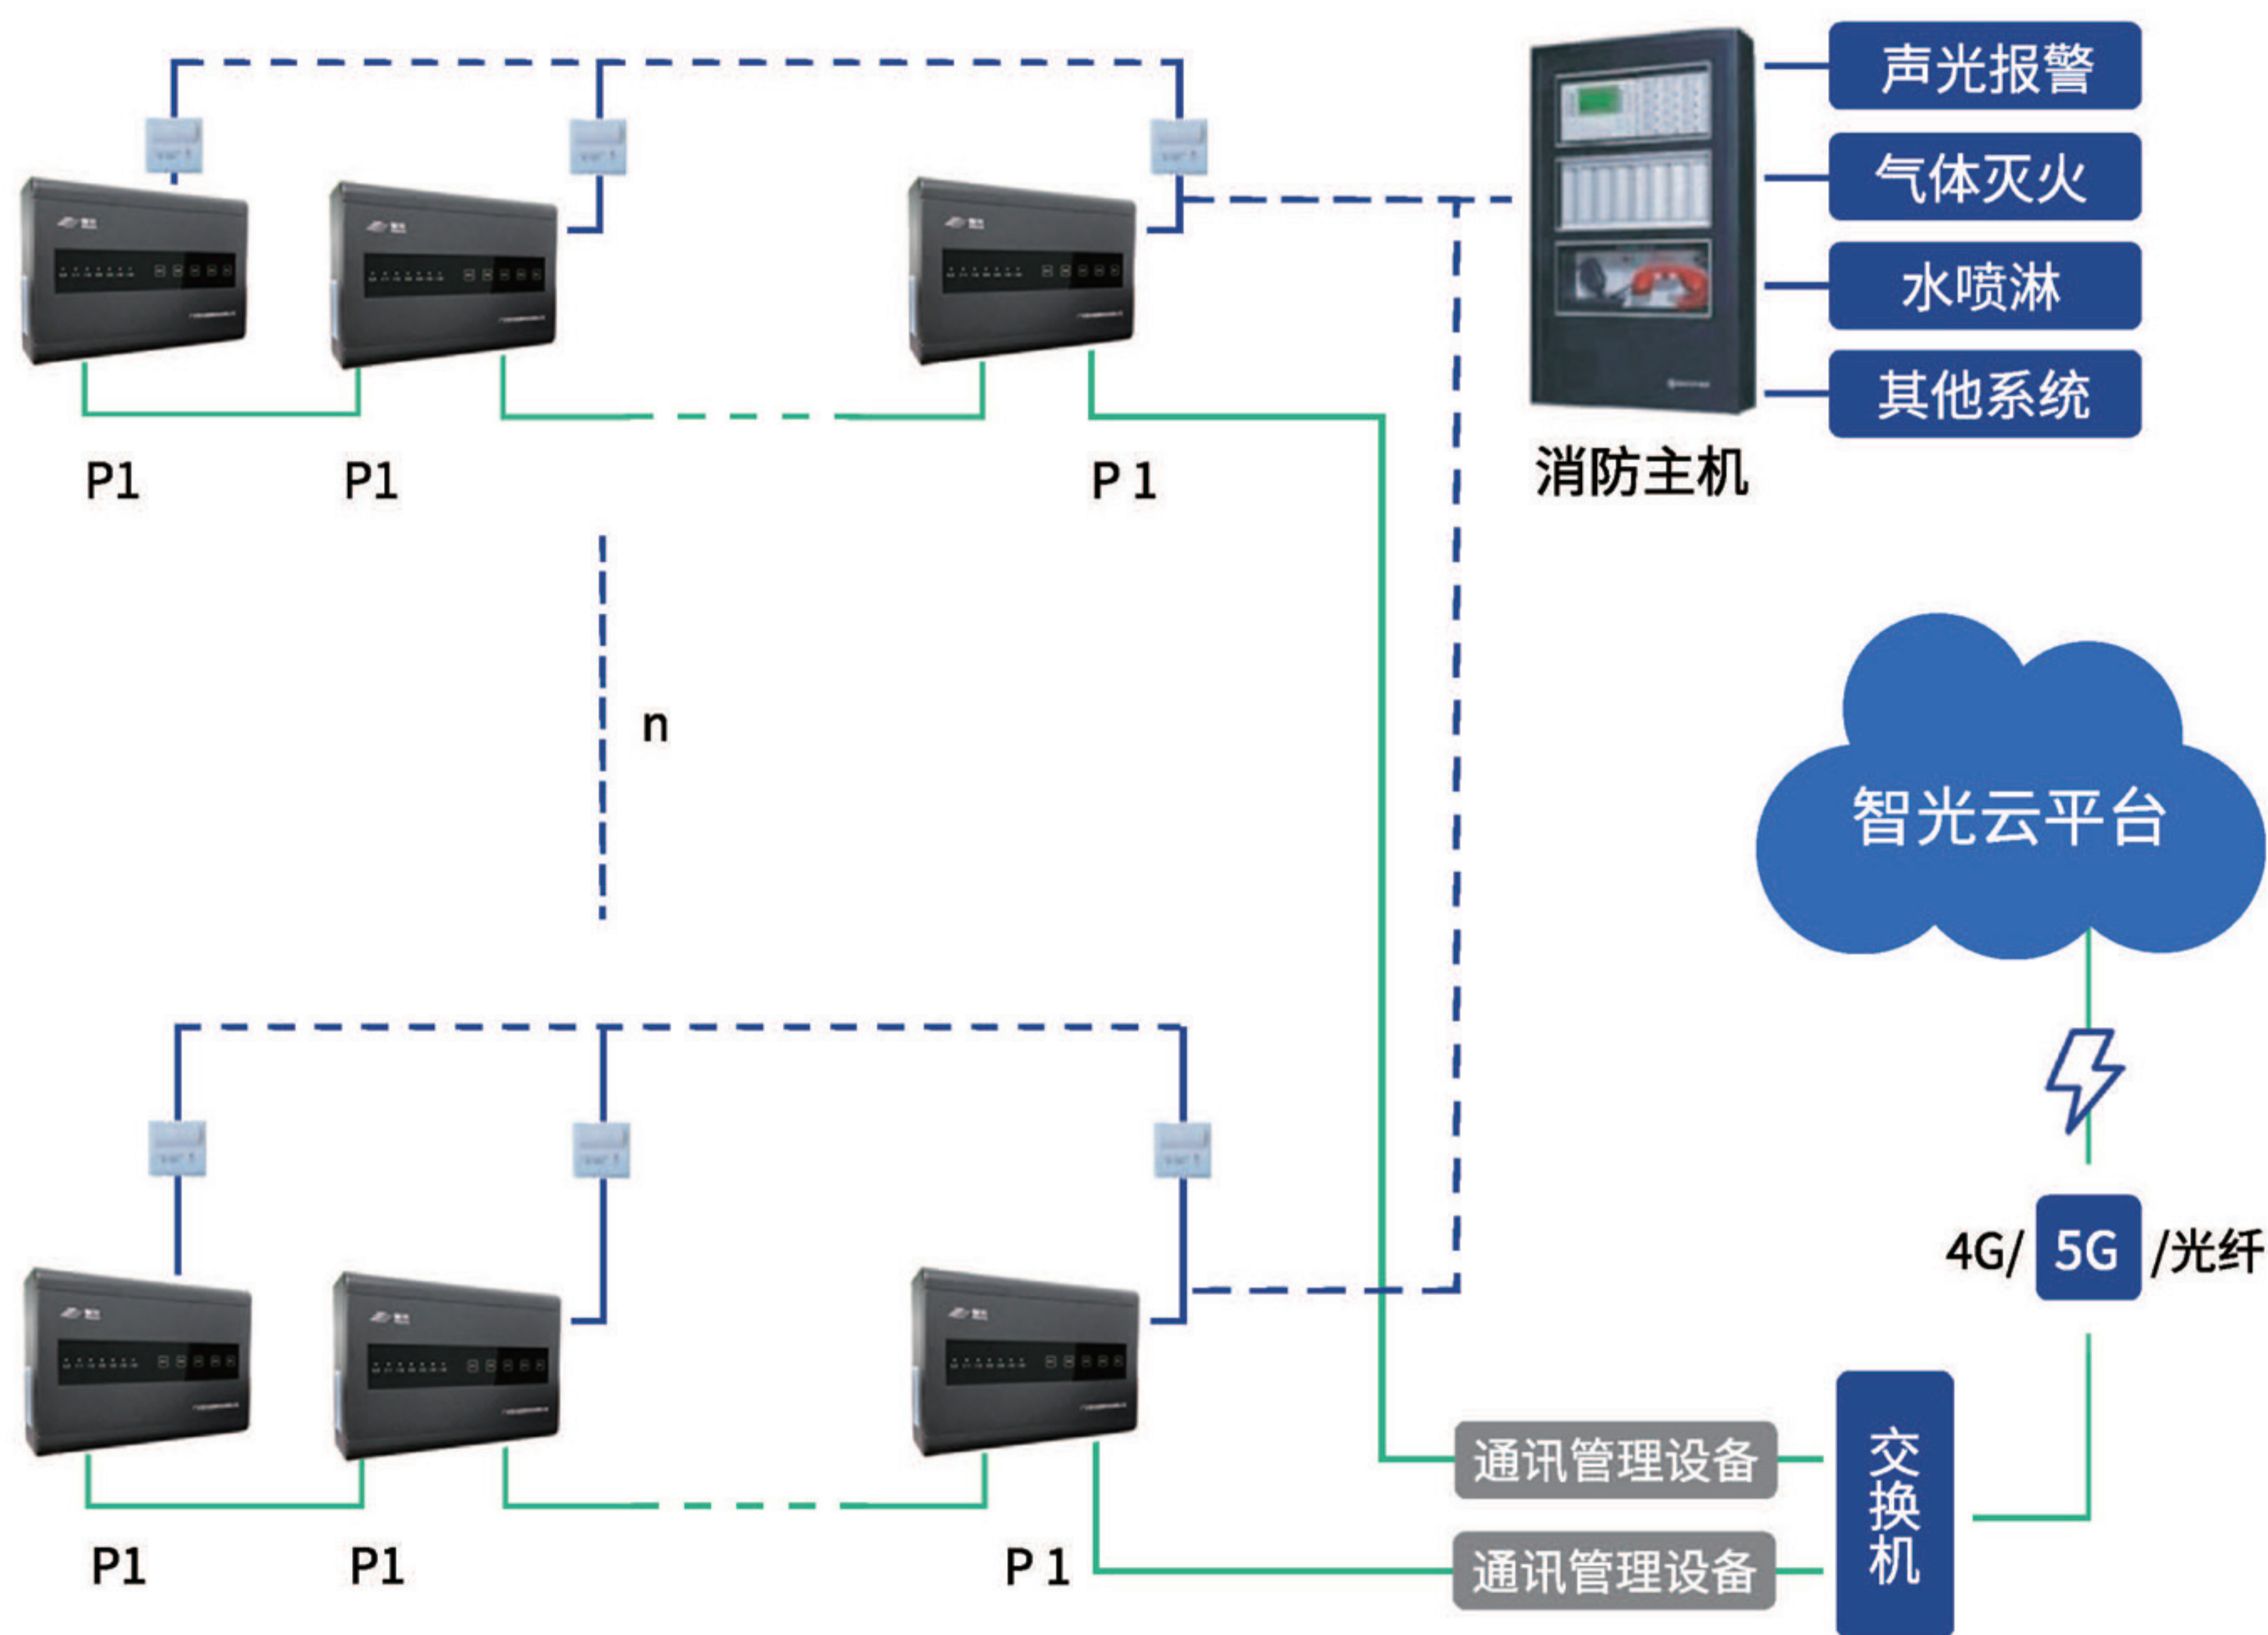 声光报警
气体灭火
水喷淋
其他系统
消防主机
P1
P1
P 1
n
智光云平台
4G/ 5G /光纤
通讯管理设备
通讯管理设备
交换机
P1
P1
P 1